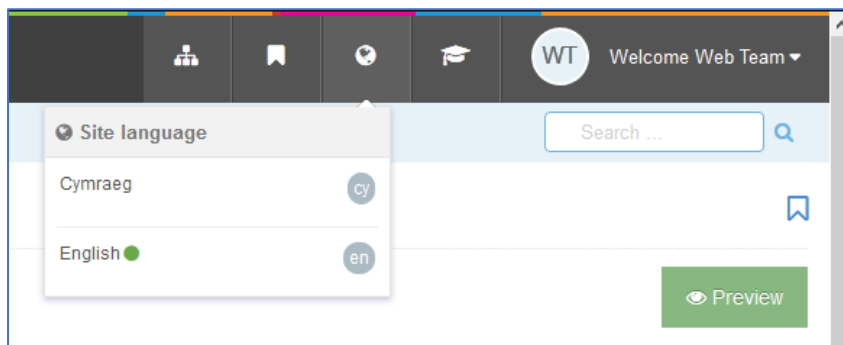 WT Welcome Web Team
Site language
Search ...
Cymraeg cy
English en
Preview